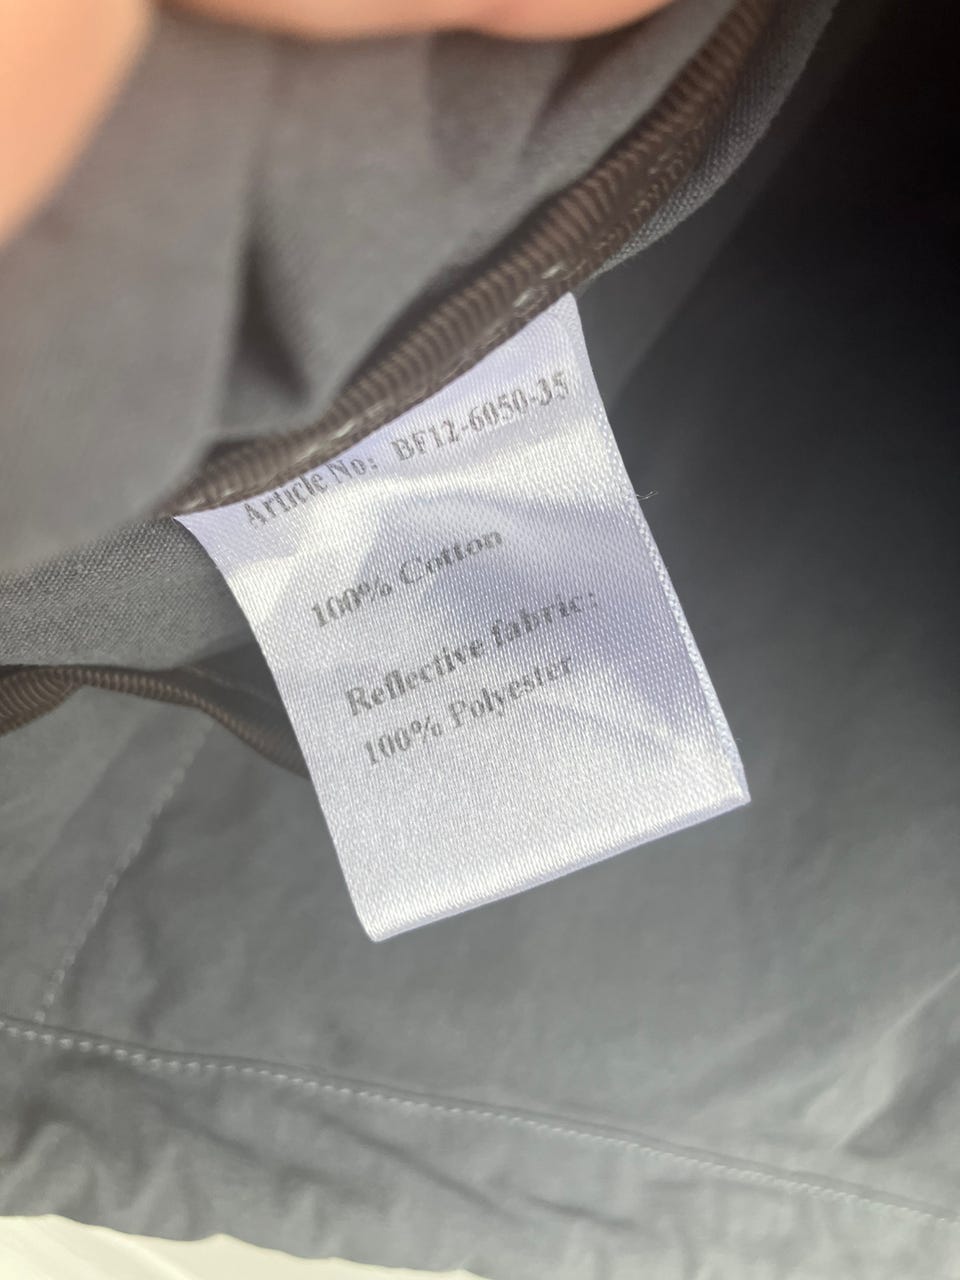 Article No: BF12-6050-35
100% Cotton
Reflective fabric:
100% Polyester